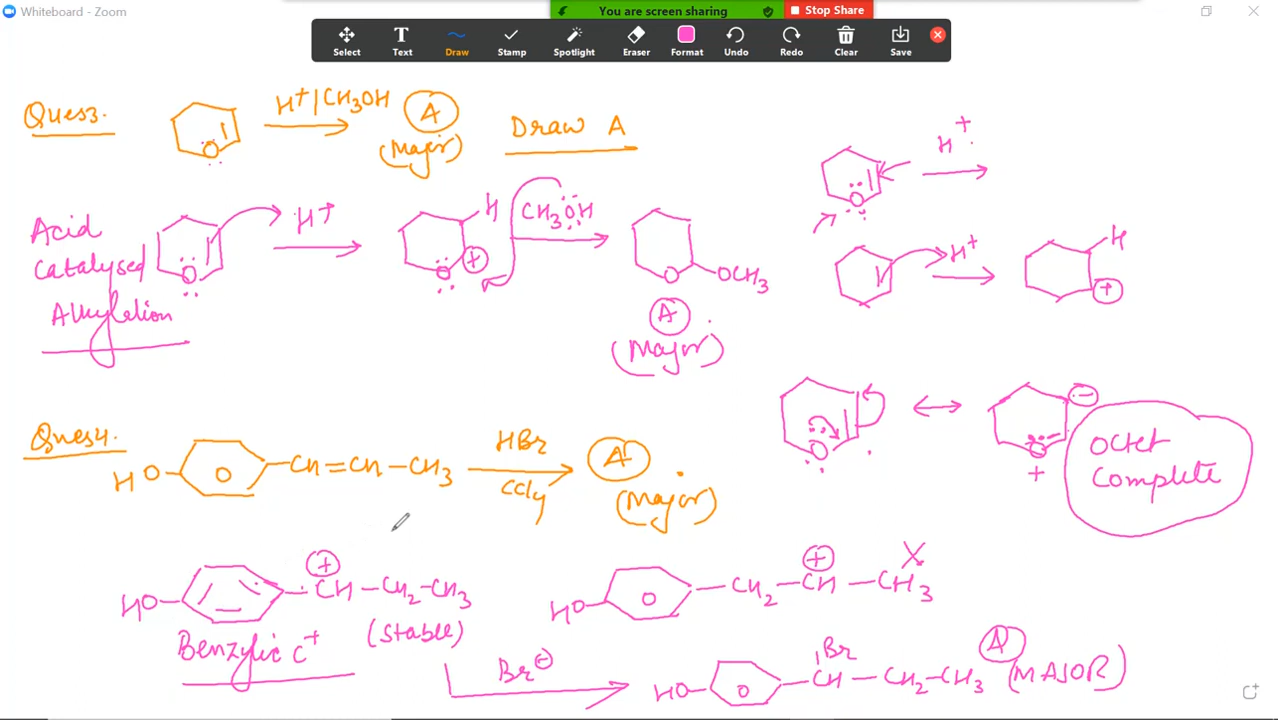 Whiteboard - Zoom
You are screen sharing
Stop Share
Select
Text
Draw
Stamp
Spotlight
Eraser
Format
Undo
Redo
Clear
Save
Ques3.
O
H+/CH3OH
A
(Major)
Draw A
O
H+
Acid
Catalysed
Alkylation
O
H+
H
O
+
CH3OH
O
OCH3
A
(Major)
H+
H
+
O
O
-
+
Octet
Complete
Ques4.
HO
CH=CH-CH3
HBr
CCl4
A
(Major)
HO
+
CH-CH2-CH3
Benzylic C+
(Stable)
HO
CH2-CH-CH3
+
X
Br-
HO
Br
CH-CH2-CH3
A
(MAJOR)